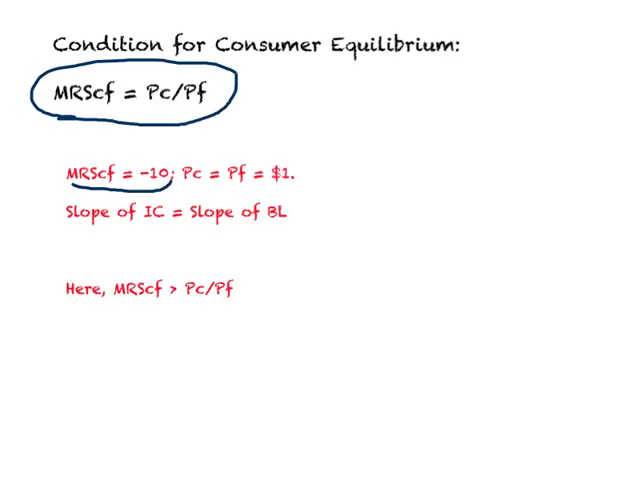 Condition for Consumer Equilibrium:
MRScf = Pc/Pf
MRScf = -10; Pc = Pf = $1.
Slope of IC = Slope of BL
Here, MRScf > Pc/Pf